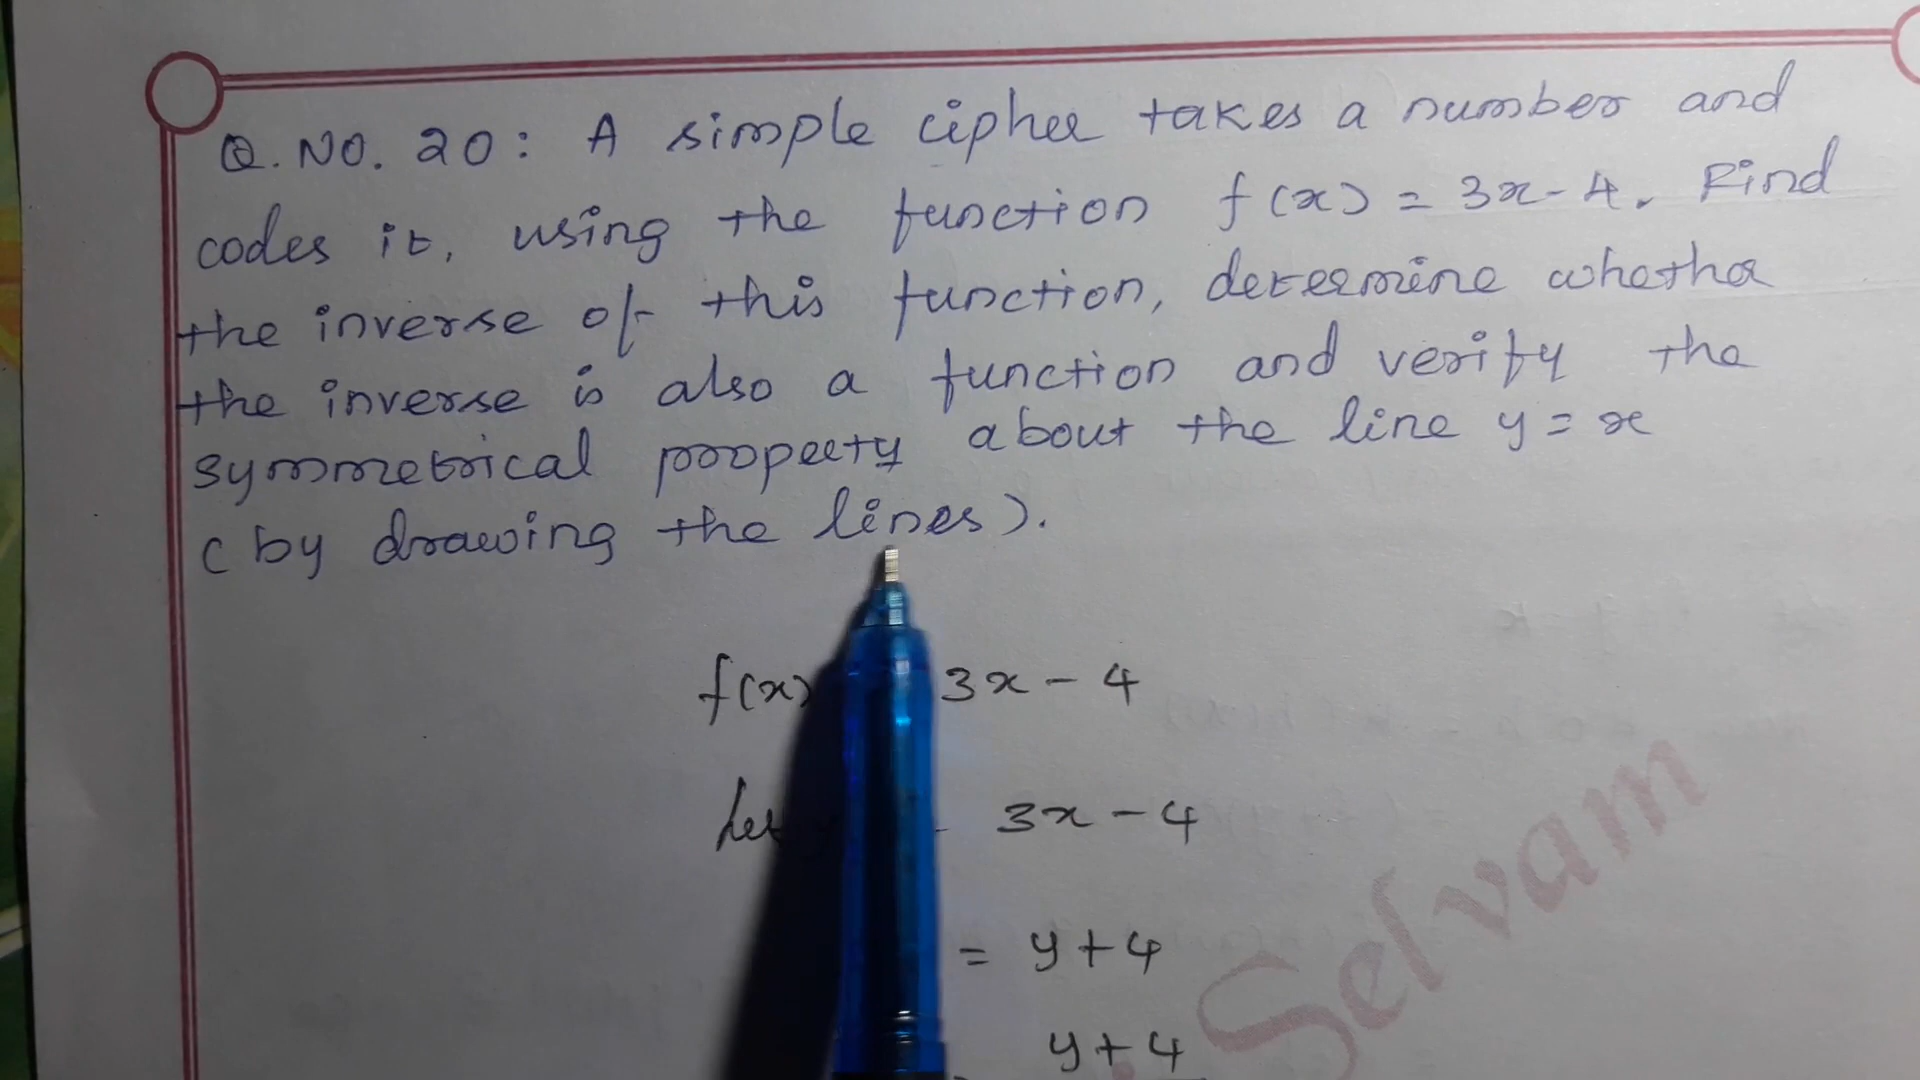 Q. NO. 20: A simple cipher takes a number and
codes it, using the function f(x) = 3x-4. Find
the inverse of this function, determine whether
the inverse is also a function and verify the
symmetrical property about the line y = x
(by drawing the lines).
f(x) 3x - 4
Let 3x - 4
= y + 4
y + 4
Selvam